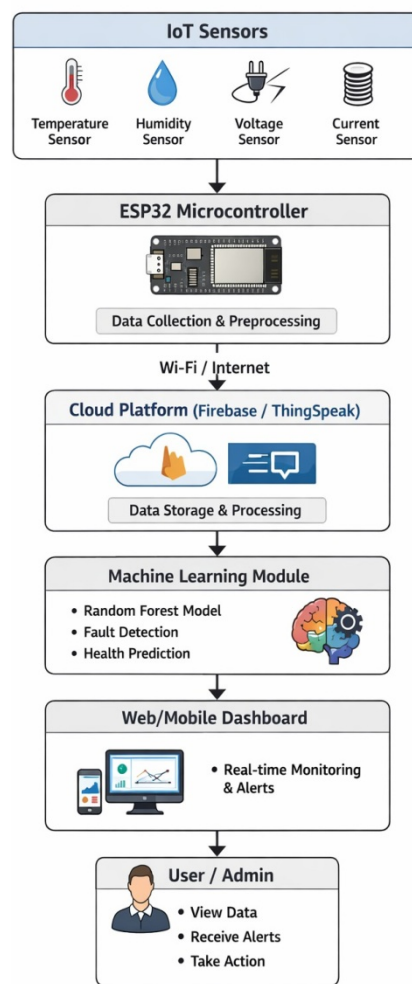 IoT Sensors
Temperature Sensor
Humidity Sensor
Voltage Sensor
Current Sensor
ESP32 Microcontroller
Data Collection & Preprocessing
Wi-Fi / Internet
Cloud Platform (Firebase / ThingSpeak)
Data Storage & Processing
Machine Learning Module
• Random Forest Model
• Fault Detection
• Health Prediction
Web/Mobile Dashboard
• Real-time Monitoring
& Alerts
User / Admin
• View Data
• Receive Alerts
• Take Action